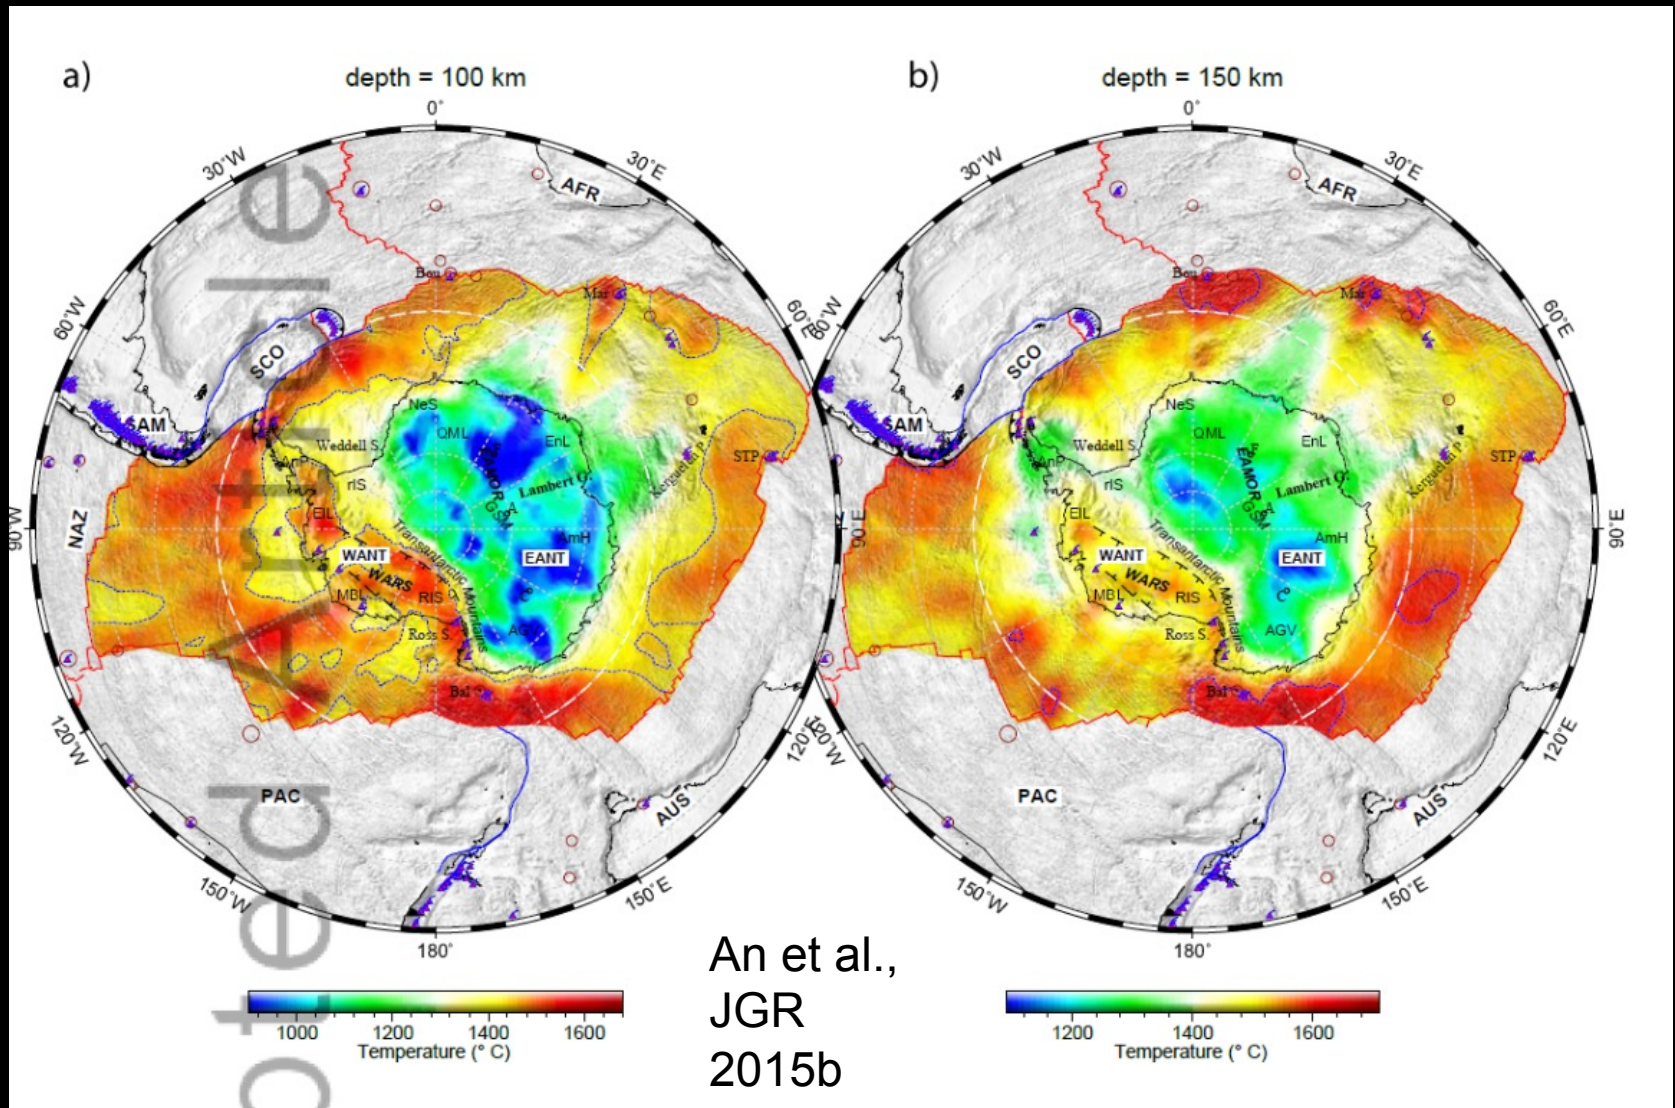 a)
depth = 100 km
0°
30°W
30°E
60°W
60°E
90°W
120°W
120°E
150°W
150°E
180°
AFR
SCO
SAM
NAZ
PAC
AUS
Bou
Mar
STP
Kerguelen P.
NeS
QML
EnL
Weddell S.
AnP
rIS
EIL
EAMOR
GSM
Lambert G.
A
AmH
EANT
C
WANT
WARS
MBL
RIS
Transantarctic Mountains
Ross S.
AGV
Bal
1000 1200 1400 1600
Temperature (° C)
b)
depth = 150 km
0°
30°W
30°E
60°W
60°E
90°E
90°E
120°W
120°E
150°W
150°E
180°
AFR
SCO
SAM
PAC
AUS
Bou
Mar
STP
Kerguelen P.
NeS
QML
EnL
Weddell S.
AnP
rIS
EIL
EAMOR
GSM
Lambert G.
A
AmH
EANT
C
WANT
WARS
MBL
RIS
Transantarctic Mountains
Ross S.
AGV
Bal
1200 1400 1600
Temperature (° C)
An et al.,
JGR
2015b
oted Article